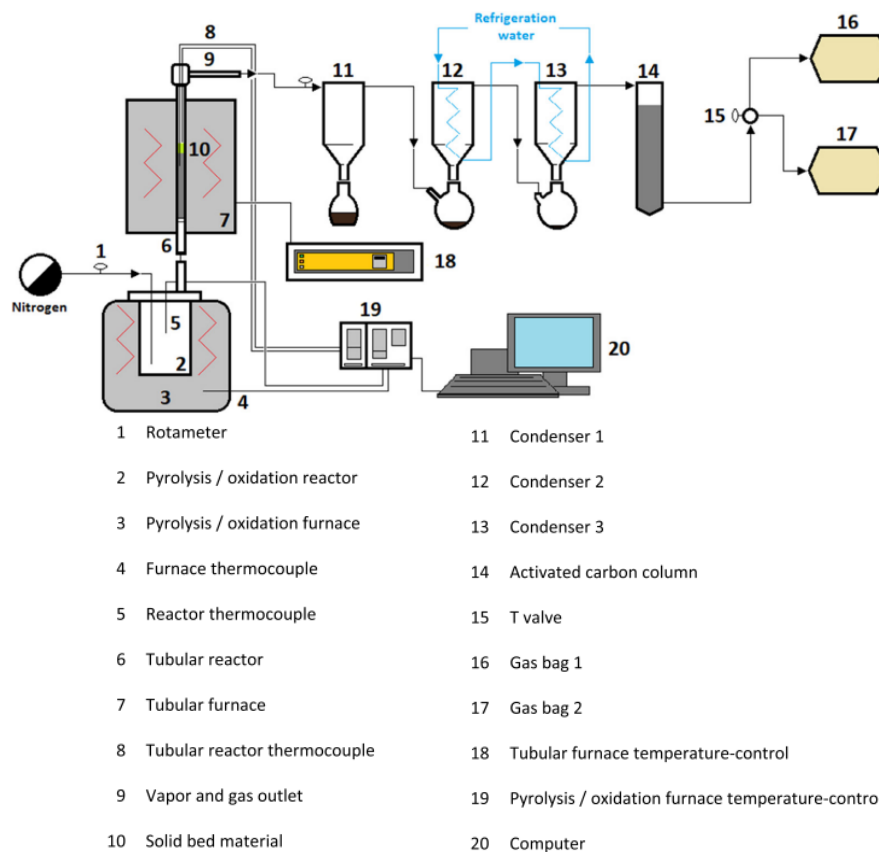 8
9
Refrigeration
water
11
12
13
14
16
15
17
10
7
6
18
1
Nitrogen
19
5
2
3
4
20
1 Rotameter
2 Pyrolysis / oxidation reactor
3 Pyrolysis / oxidation furnace
4 Furnace thermocouple
5 Reactor thermocouple
6 Tubular reactor
7 Tubular furnace
8 Tubular reactor thermocouple
9 Vapor and gas outlet
10 Solid bed material
11 Condenser 1
12 Condenser 2
13 Condenser 3
14 Activated carbon column
15 T valve
16 Gas bag 1
17 Gas bag 2
18 Tubular furnace temperature-control
19 Pyrolysis / oxidation furnace temperature-contro
20 Computer